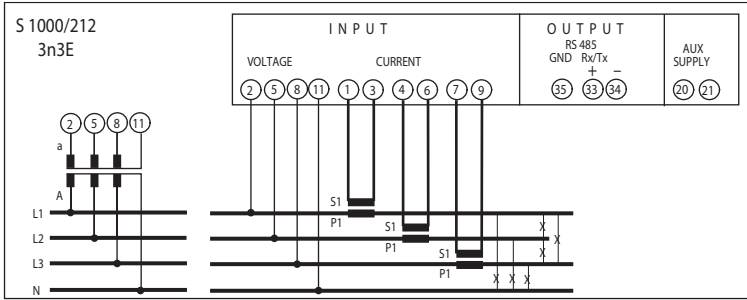 S 1000/212
3n3E
INPUT
OUTPUT
VOLTAGE
CURRENT
RS 485
GND Rx/Tx
+ −
AUX
SUPPLY
2 5 8 11 1 3 4 6 7 9
35 33 34
20 21
2 5 8 11
a
A
S1
P1
S1
P1
S1
P1
L1
L2
L3
N
X
X
X X X